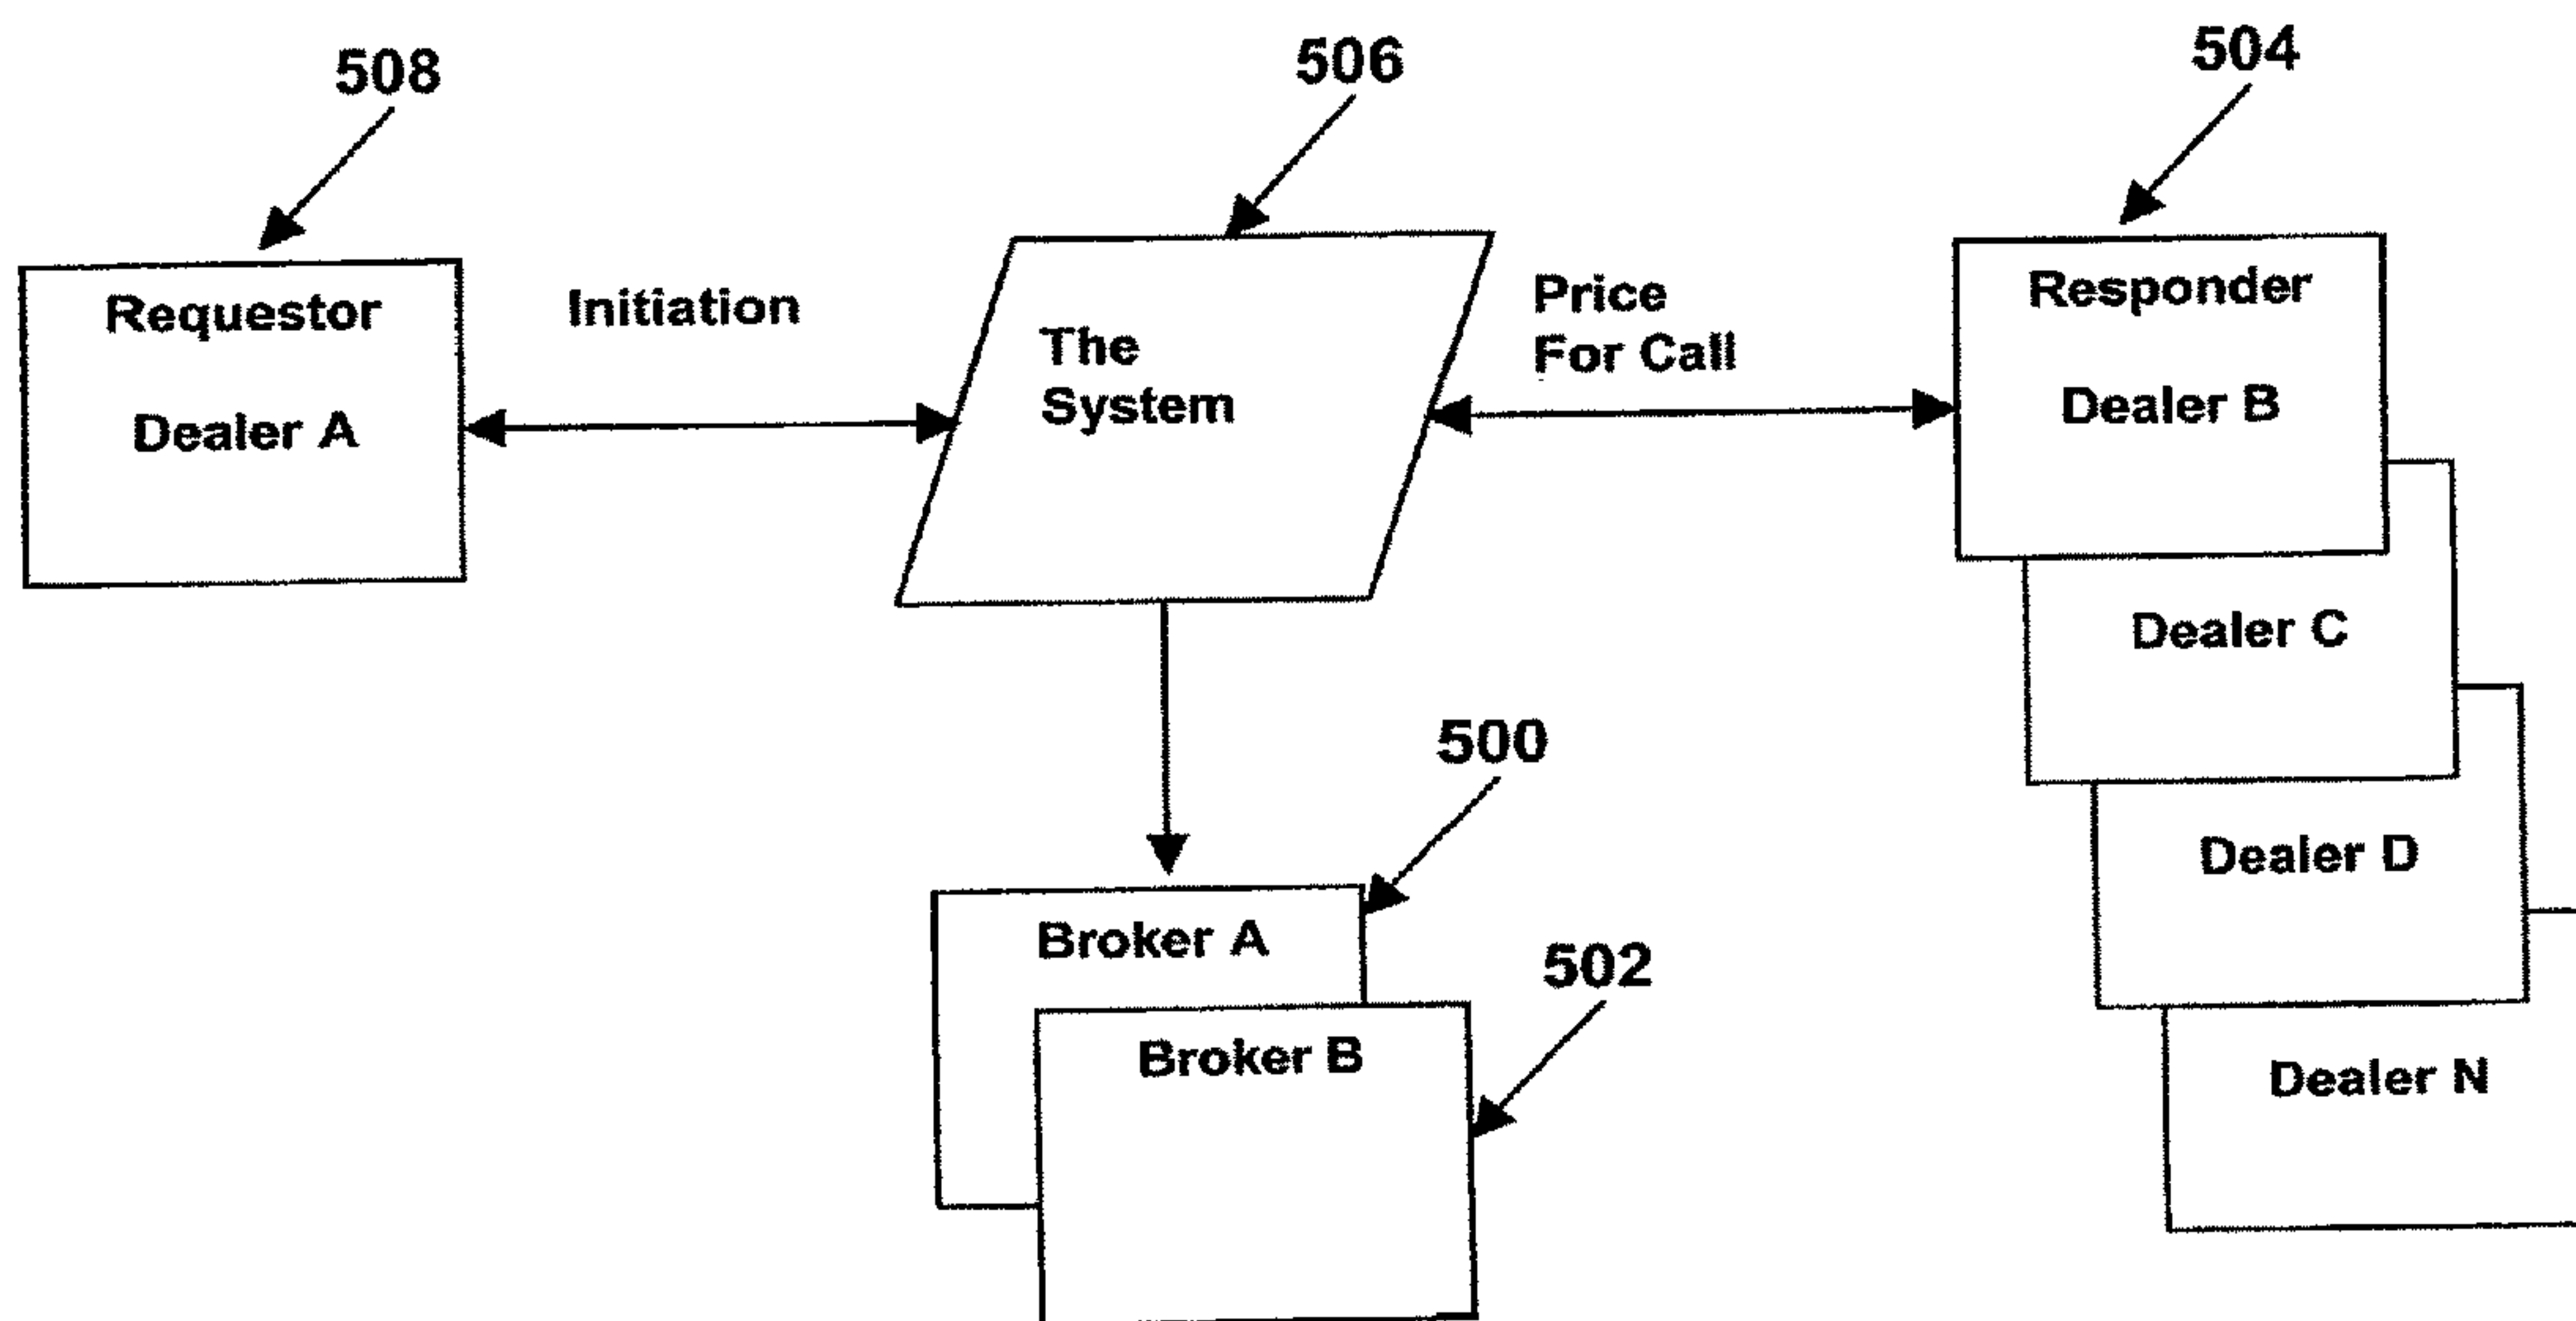 508
506
504
Requestor
Dealer A
Initiation
The
System
Price
For Call
Responder
Dealer B
Dealer C
Dealer D
Dealer N
500
Broker A
502
Broker B